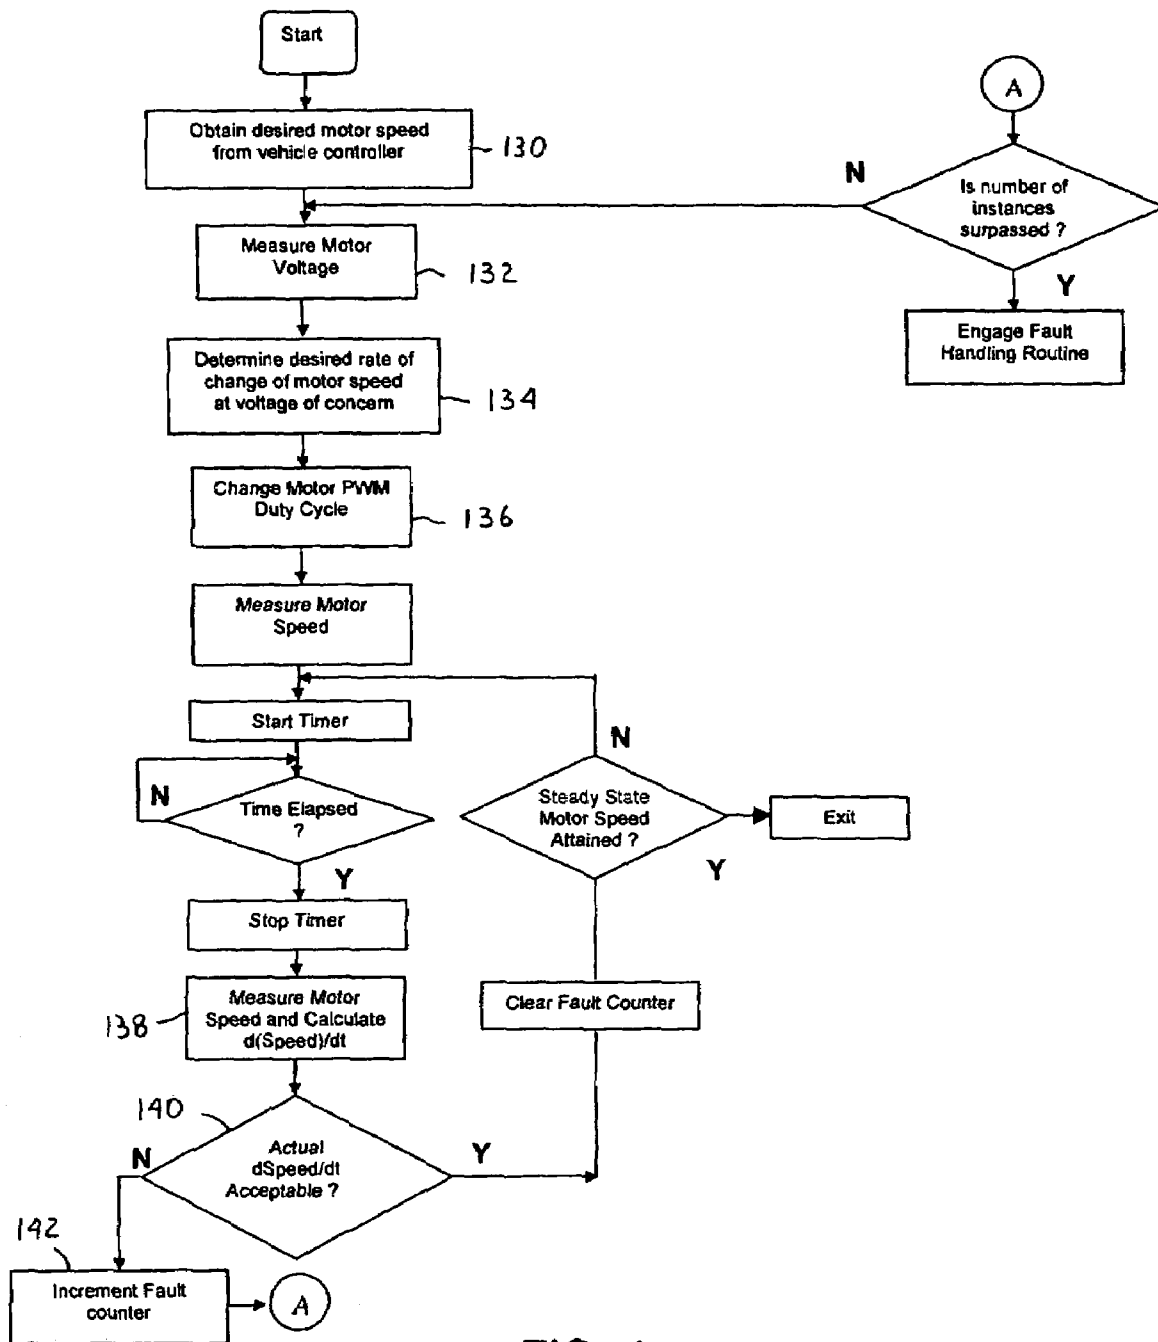 Start
Obtain desired motor speed
from vehicle controller
130
Measure Motor
Voltage
132
Determine desired rate of
change of motor speed
at voltage of concern
134
Change Motor PWM
Duty Cycle
136
Measure Motor
Speed
Start Timer
N
Time Elapsed
?
Y
Stop Timer
138
Measure Motor
Speed and Calculate
d(Speed)/dt
140
N
Actual
dSpeed/dt
Acceptable ?
Y
142
Increment Fault
counter
A
Clear Fault Counter
N
Steady State
Motor Speed
Attained ?
Y
Exit
A
N
Is number of
instances
surpassed ?
Y
Engage Fault
Handling Routine